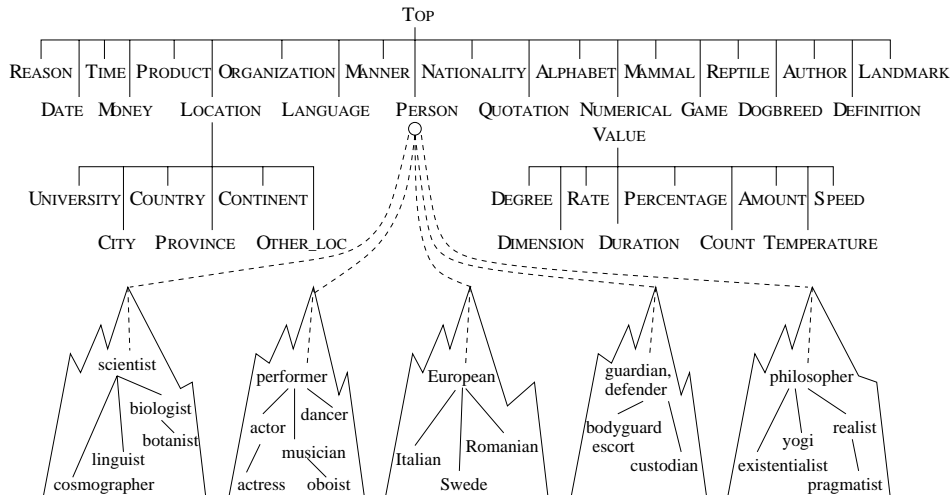 TOP
REASON TIME PRODUCT ORGANIZATION MANNER NATIONALITY ALPHABET MAMMAL REPTILE AUTHOR LANDMARK
DATE MONEY LOCATION LANGUAGE PERSON QUOTATION NUMERICAL GAME DOGBREED DEFINITION
VALUE
UNIVERSITY COUNTRY CONTINENT DEGREE RATE PERCENTAGE AMOUNT SPEED
CITY PROVINCE OTHER_LOC DIMENSION DURATION COUNT TEMPERATURE
scientist
biologist
botanist
linguist
cosmographer
performer
actor
dancer
musician
actress
oboist
European
Italian
Romanian
Swede
guardian,
defender
bodyguard
escort
custodian
philosopher
realist
yogi
existentialist
pragmatist